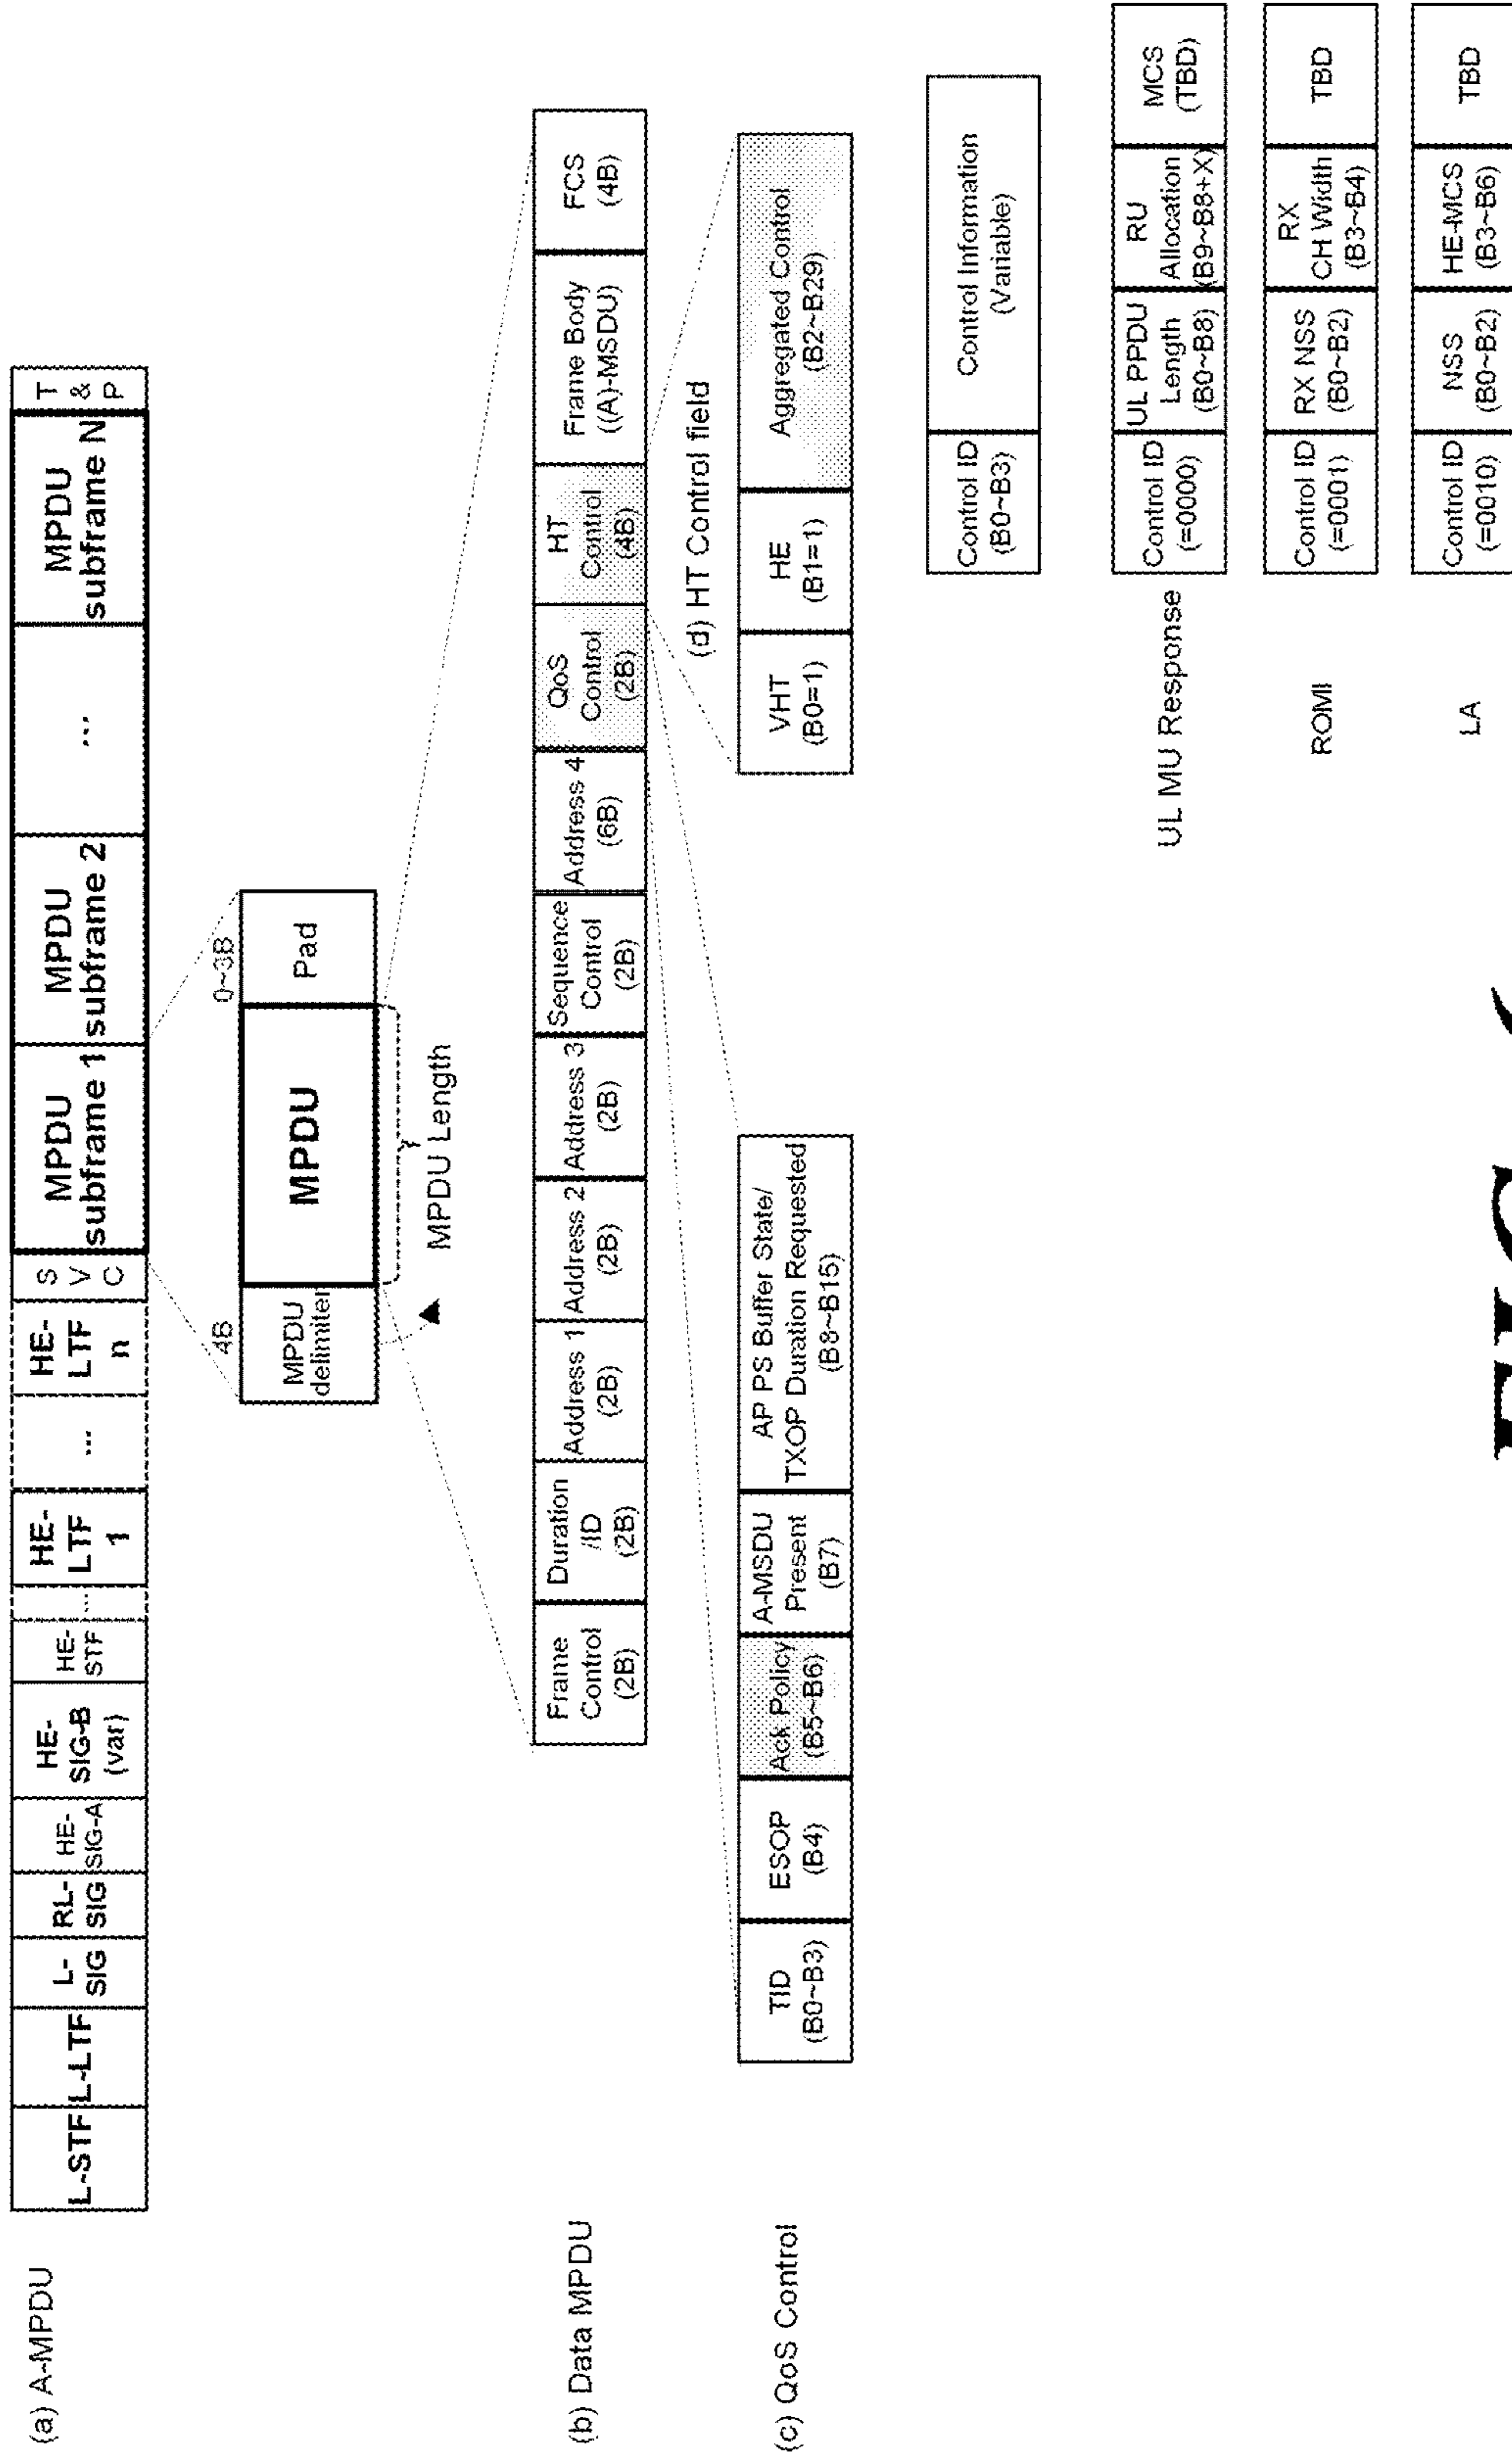 (a) A-MPDU
L-STF
L-LTF
L-
SIG
RL-
SIG
HE-
SIG-A
HE-
SIG-B
(var)
HE-
STF
...
HE-
LTF
1
...
HE-
LTF
n
S
V
C
MPDU
subframe 1
MPDU
subframe 2
...
MPDU
subframe N
T
&
P
4B
0~3B
MPDU
delimiter
MPDU
Pad
MPDU Length
(b) Data MPDU
Frame
Control
(2B)
Duration
/ID
(2B)
Address 1
(2B)
Address 2
(2B)
Address 3
(2B)
Sequence
Control
(2B)
Address 4
(6B)
QoS
Control
(2B)
HT
Control
(4B)
Frame Body
((A)-MSDU)
FCS
(4B)
(c) QoS Control
TID
(B0~B3)
ESOP
(B4)
Ack Policy
(B5~B6)
A-MSDU
Present
(B7)
AP PS Buffer State/
TXOP Duration Requested
(B8~B15)
(d) HT Control field
VHT
(B0=1)
HE
(B1=1)
Aggregated Control
(B2~B29)
Control ID
(B0~B3)
Control Information
(Variable)
UL MU Response
Control ID
(=0000)
UL PPDU
Length
(B0~B8)
RU
Allocation
(B9~B8+X)
MCS
(TBD)
ROMI
Control ID
(=0001)
RX NSS
(B0~B2)
RX
CH Width
(B3~B4)
TBD
LA
Control ID
(=0010)
NSS
(B0~B2)
HE-MCS
(B3~B6)
TBD